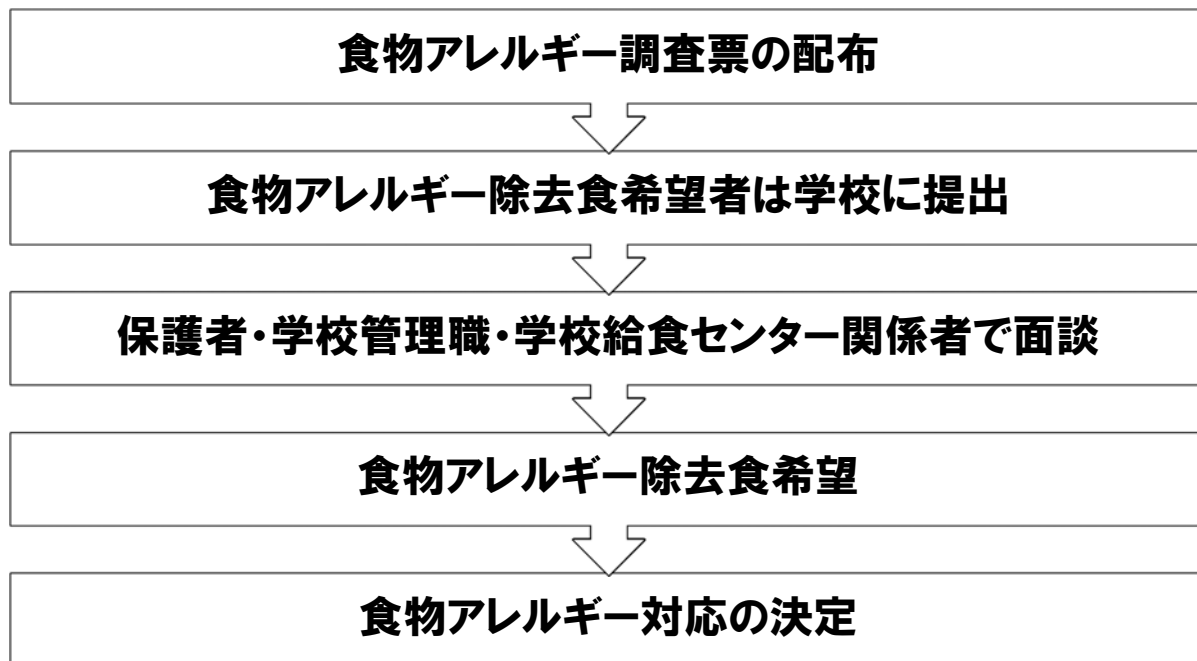 食物アレルギー調査票の配布
食物アレルギー除去食希望者は学校に提出
保護者・学校管理職・学校給食センター関係者で面談
食物アレルギー除去食希望
食物アレルギー対応の決定